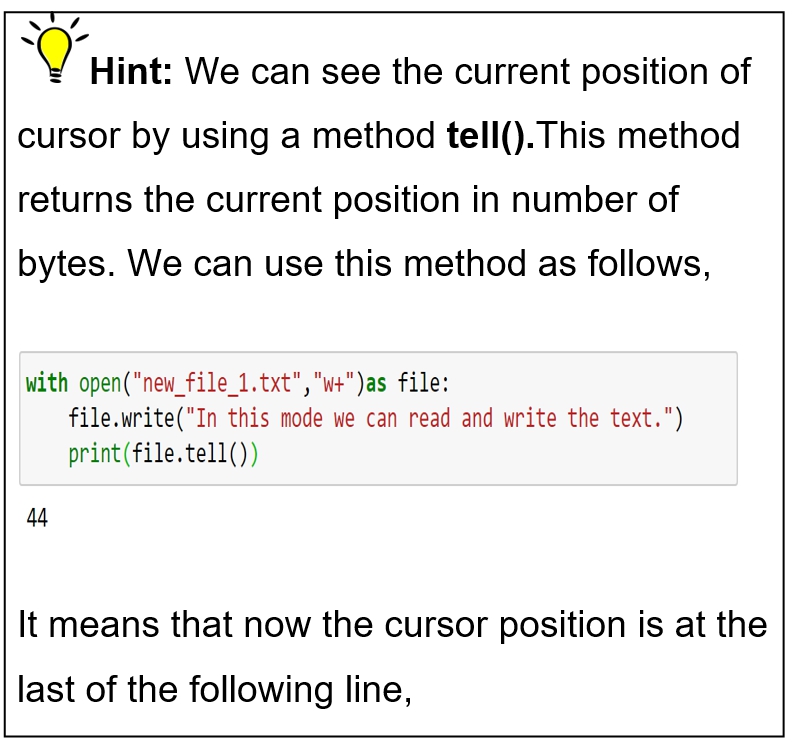 Hint: We can see the current position of
cursor by using a method tell().This method
returns the current position in number of
bytes. We can use this method as follows,
with open("new_file_1.txt","w+")as file:
    file.write("In this mode we can read and write the text.")
    print(file.tell())
44
It means that now the cursor position is at the
last of the following line,